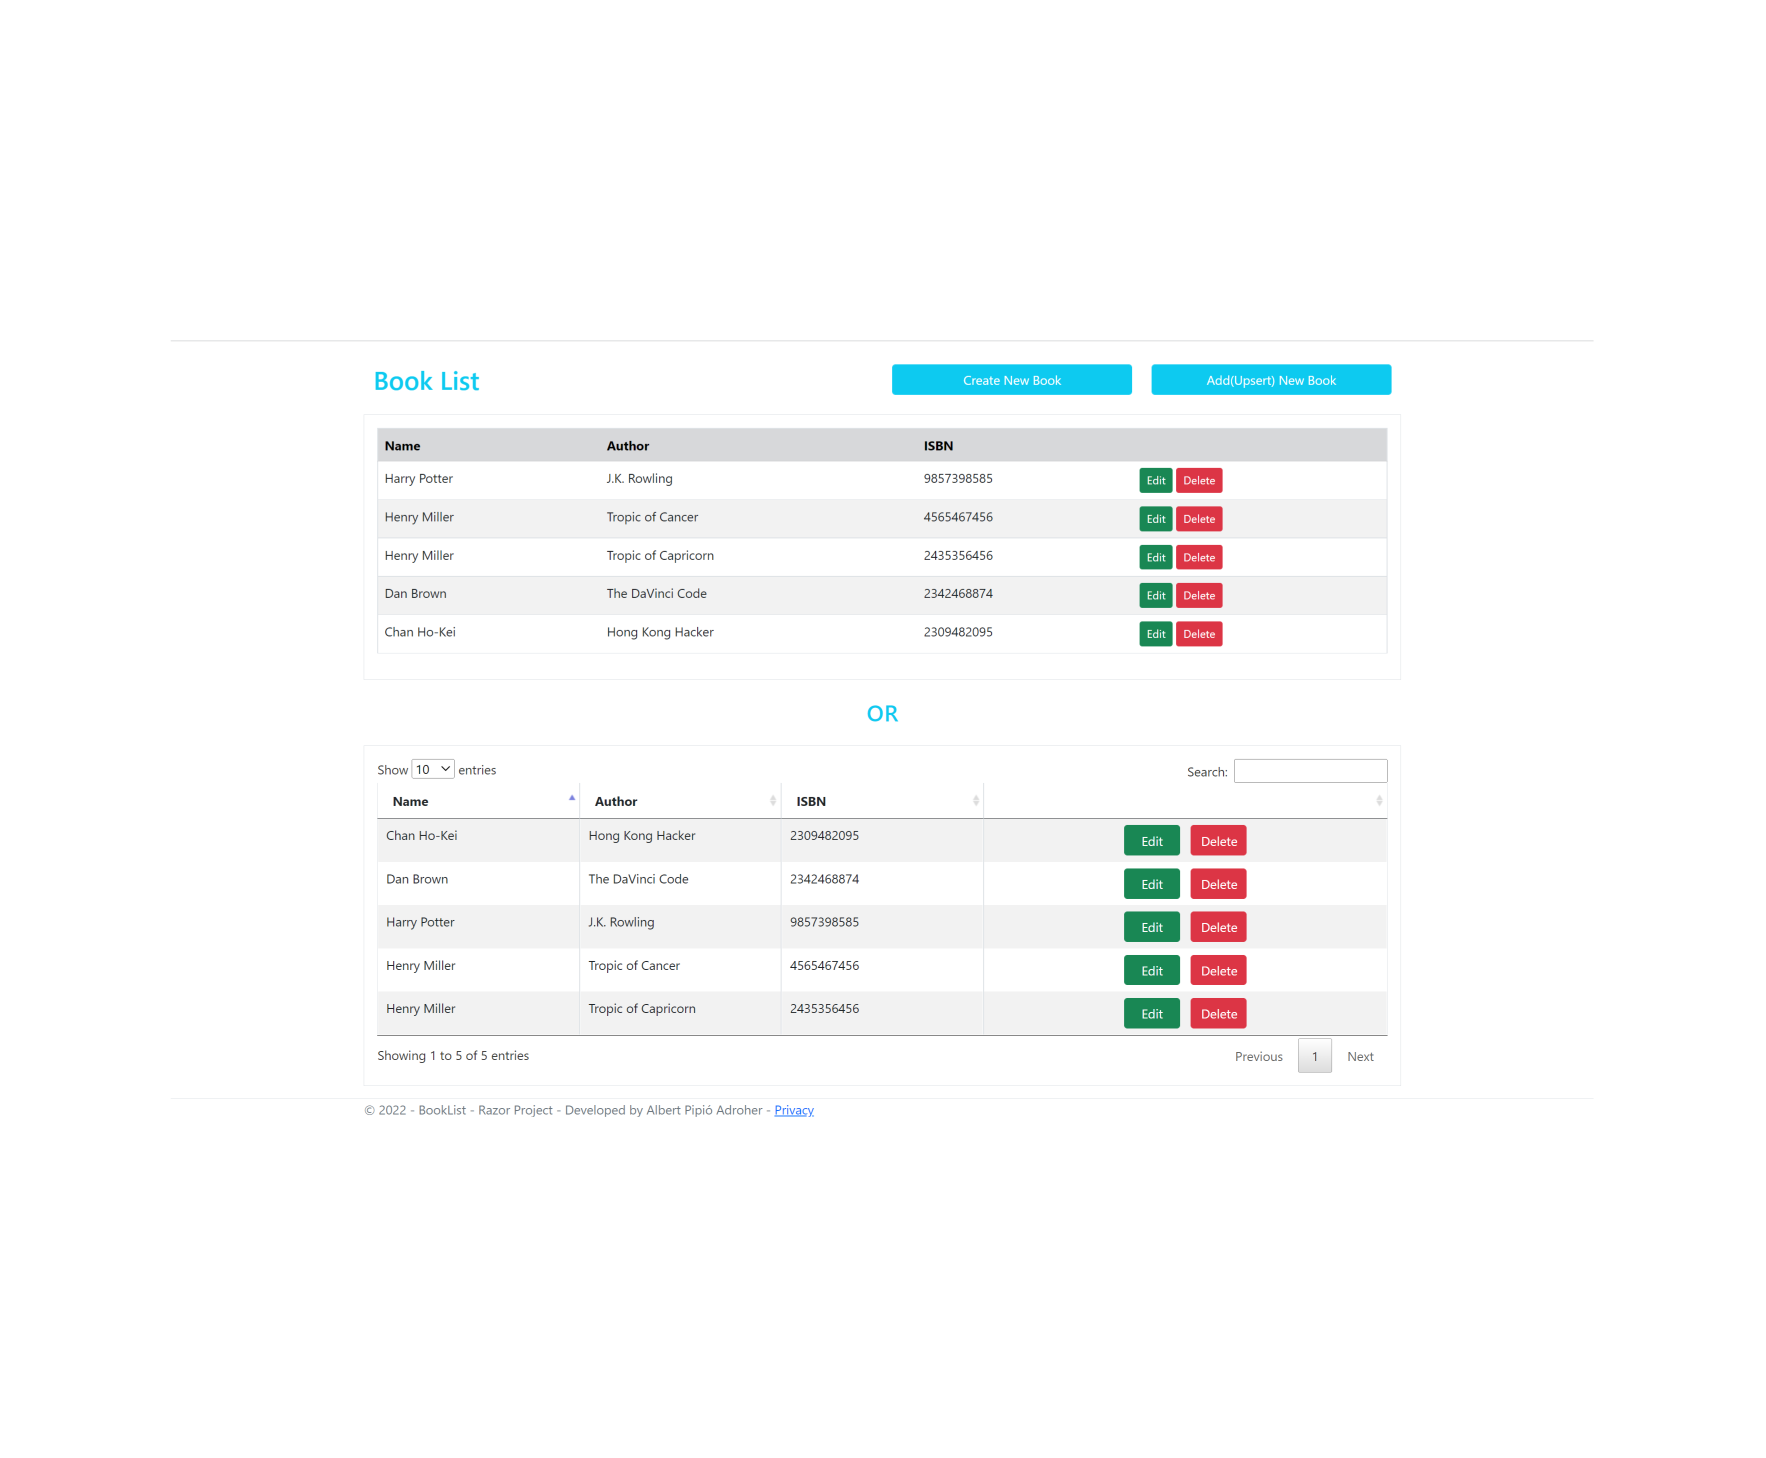 Book List Create New Book Add(Upsert) New Book
Name Author ISBN
Harry Potter J.K. Rowling 9857398585 Edit Delete
Henry Miller Tropic of Cancer 4565467456 Edit Delete
Henry Miller Tropic of Capricorn 2435356456 Edit Delete
Dan Brown The DaVinci Code 2342468874 Edit Delete
Chan Ho-Kei Hong Kong Hacker 2309482095 Edit Delete
OR
Show 10 entries Search:
Name Author ISBN
Chan Ho-Kei Hong Kong Hacker 2309482095 Edit Delete
Dan Brown The DaVinci Code 2342468874 Edit Delete
Harry Potter J.K. Rowling 9857398585 Edit Delete
Henry Miller Tropic of Cancer 4565467456 Edit Delete
Henry Miller Tropic of Capricorn 2435356456 Edit Delete
Showing 1 to 5 of 5 entries Previous 1 Next
© 2022 - BookList - Razor Project - Developed by Albert Pipió Adroher - Privacy